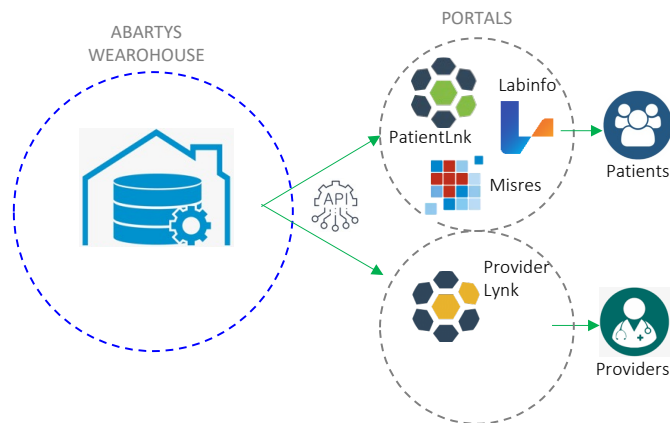 ABARTYS
WEAROHOUSE
PORTALS
PatientLnk
Labinfo
Misres
Patients
API
Provider
Lynk
Providers